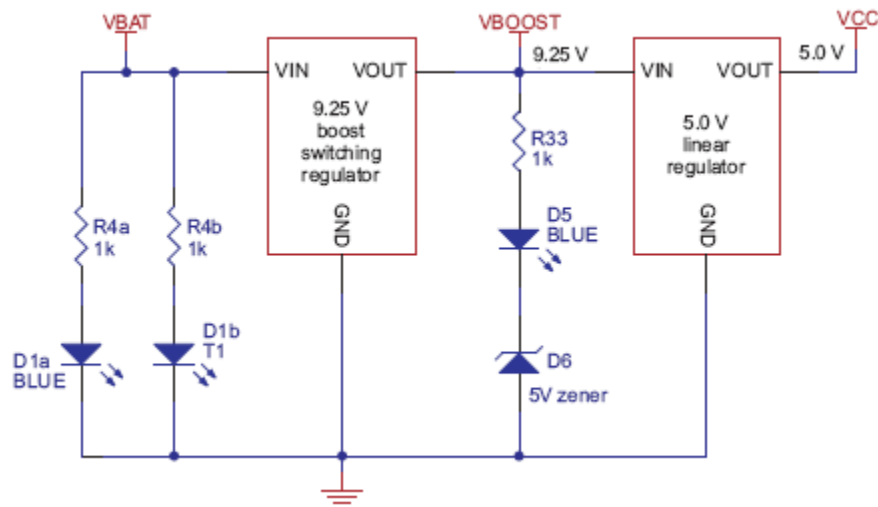 VBAT
VBOOST
VCC
9.25 V
5.0 V
VIN
VOUT
VIN
VOUT
9.25 V
boost
switching
regulator
GND
R33
1k
5.0 V
linear
regulator
GND
R4a
1k
R4b
1k
D5
BLUE
D1a
BLUE
D1b
T1
D6
5V zener